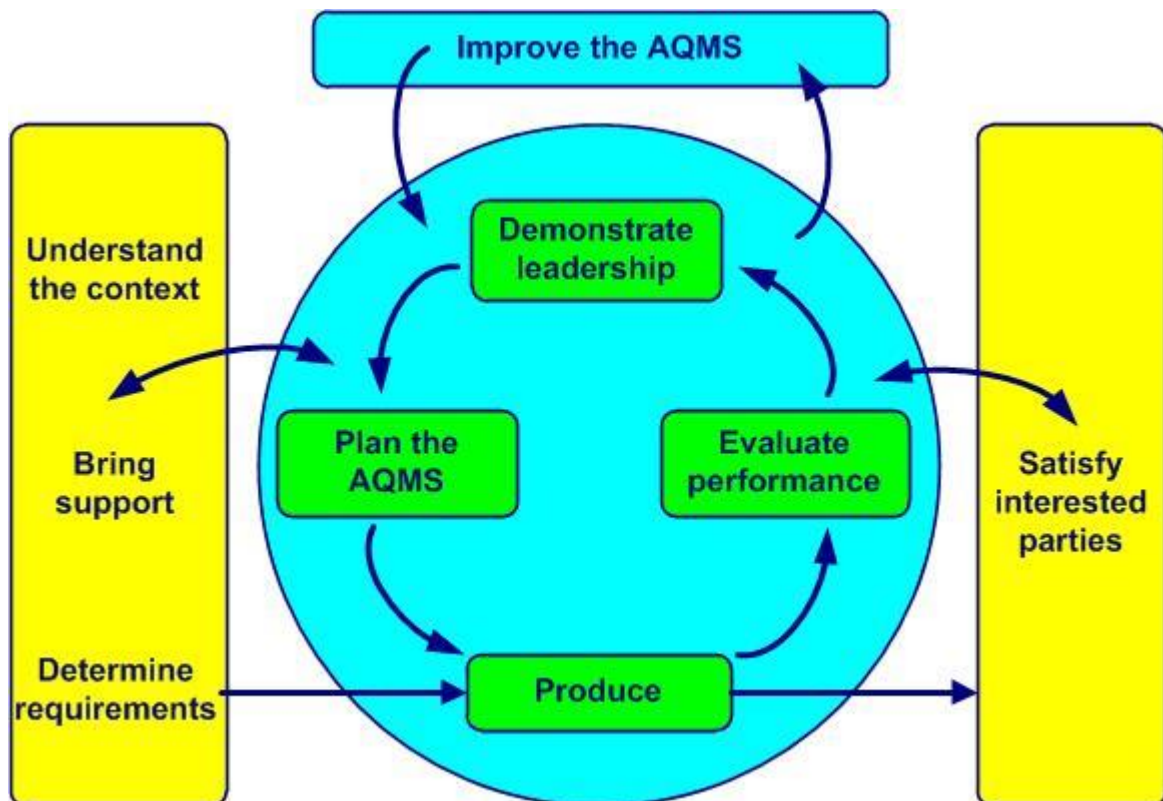 Improve the AQMS
Understand
the context
Bring
support
Determine
requirements
Demonstrate
leadership
Plan the
AQMS
Evaluate
performance
Produce
Satisfy
interested
parties